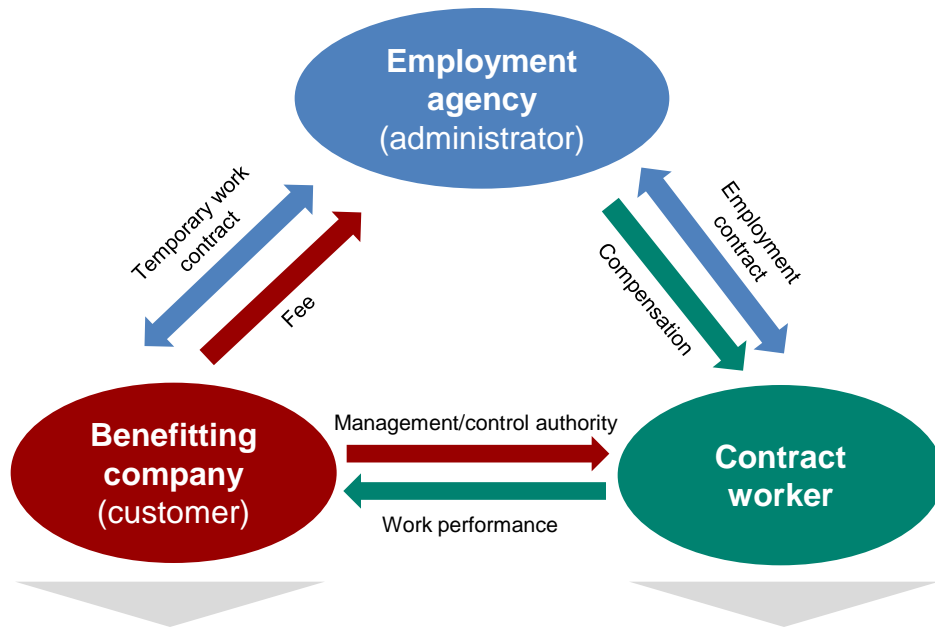 Employment
agency
(administrator)
Temporary work
contract
Fee
Employment
contract
Compensation
Benefitting
company
(customer)
Management/control authority
Work performance
Contract
worker